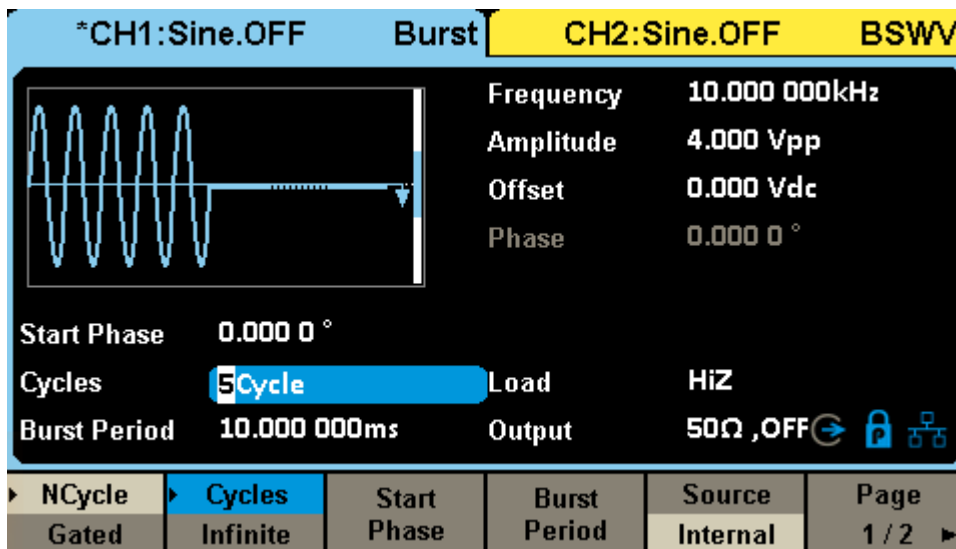 *CH1:Sine.OFF Burst CH2:Sine.OFF BSWV
Frequency 10.000 000kHz
Amplitude 4.000 Vpp
Offset 0.000 Vdc
Phase 0.000 0 °
Start Phase 0.000 0 °
Cycles 5Cycle Load HiZ
Burst Period 10.000 000ms Output 50Ω ,OFF P
NCycle Cycles Start Burst Source Page
Gated Infinite Phase Period Internal 1 / 2